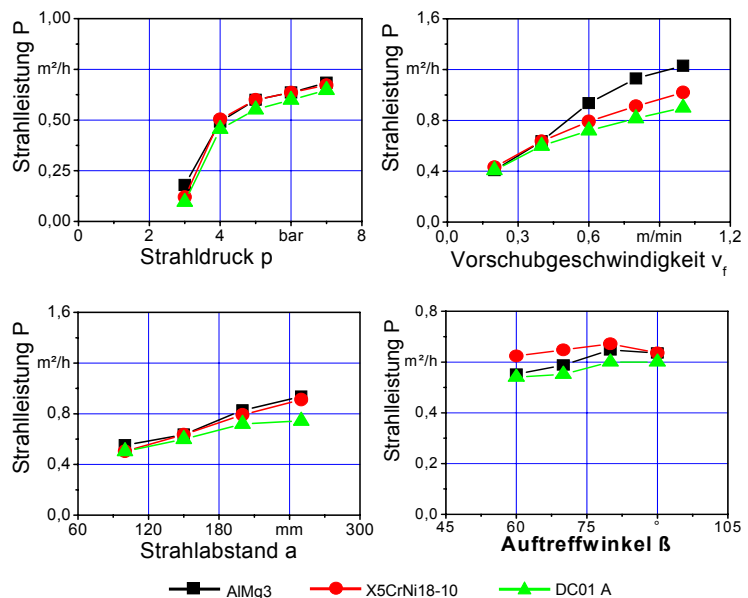 Strahlleistung P
1,00
m²/h
0,50
0,25
0,00
0 2 4 bar 8
Strahldruck p
Strahlleistung P
1,6
m²/h
0,8
0,4
0,0
0,0 0,3 0,6 m/min 1,2
Vorschubgeschwindigkeit v_f
Strahlleistung P
1,6
m²/h
0,8
0,4
0,0
60 120 180 mm 300
Strahlabstand a
Strahlleistung P
0,8
m²/h
0,4
0,2
0,0
45 60 75 ° 105
Auftreffwinkel ß
AlMg3 X5CrNi18-10 DC01 A